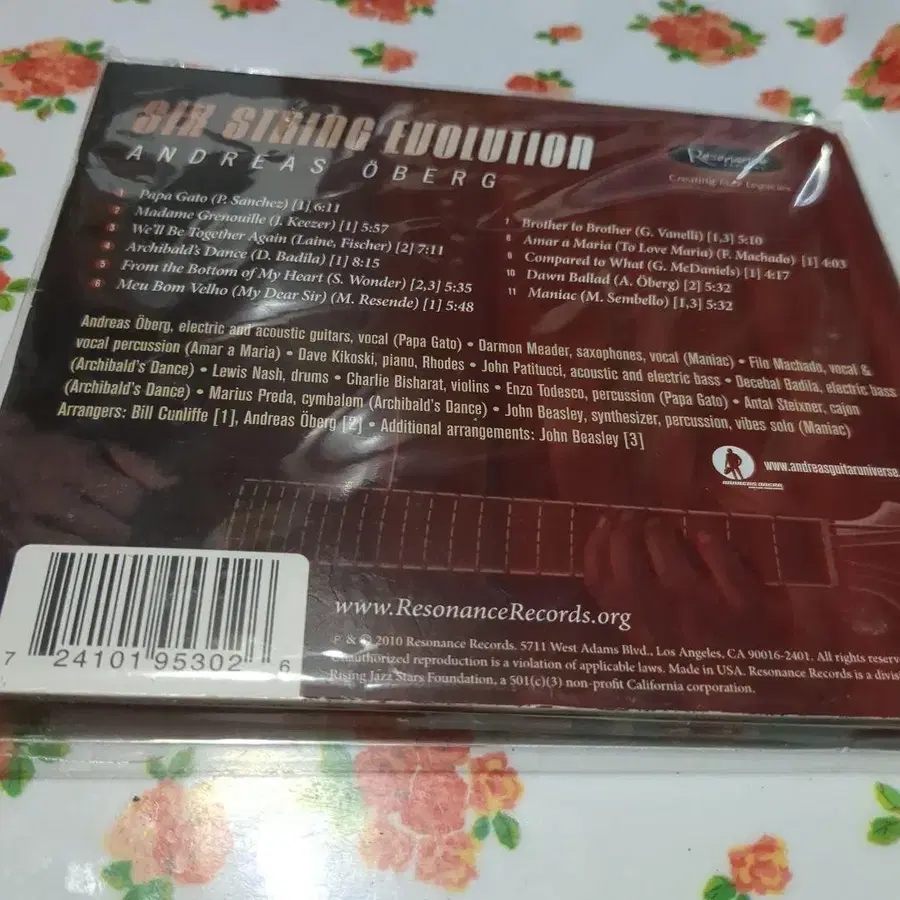 SIX STRING EVOLUTION
ANDREAS ÖBERG
Resonance
Creating Jazz Legacies
1 Papa Gato (P. Sanchez) [1] 6:11
2 Madame Grenouille (J. Keezer) [1] 5:57
3 We'll Be Together Again (Laine, Fischer) [2] 7:11
4 Archibald's Dance (D. Badila) [1] 8:15
5 From the Bottom of My Heart (S. Wonder) [2,3] 5:35
6 Meu Bom Velho (My Dear Sir) (M. Resende) [1] 5:48
7 Brother to Brother (G. Vanelli) [1,3] 5:10
8 Amar a Maria (To Love Maria) (F. Machado) [1] 4:03
9 Compared to What (G. McDaniels) [1] 4:17
10 Dawn Ballad (A. Öberg) [2] 5:32
11 Maniac (M. Sembello) [1,3] 5:32
Andreas Öberg, electric and acoustic guitars, vocal (Papa Gato) • Darmon Meader, saxophones, vocal (Maniac) • Filo Machado, vocal &
vocal percussion (Amar a Maria) • Dave Kikoski, piano, Rhodes • John Patitucci, acoustic and electric bass • Decebal Badila, electric bass
(Archibald's Dance) • Lewis Nash, drums • Charlie Bisharat, violins • Enzo Todesco, percussion (Papa Gato) • Antal Steixner, cajon
(Archibald's Dance) • Marius Preda, cymbalom (Archibald's Dance) • John Beasley, synthesizer, percussion, vibes solo (Maniac)
Arrangers: Bill Cunliffe [1], Andreas Öberg [2] • Additional arrangements: John Beasley [3]
www.andreasguitaruniverse.
ANDREAS ÖBERG
www.ResonanceRecords.org
℗ & © 2010 Resonance Records. 5711 West Adams Blvd., Los Angeles, CA 90016-2401. All rights reserv
Unauthorized reproduction is a violation of applicable laws. Made in USA. Resonance Records is a divis
Rising Jazz Stars Foundation, a 501(c)(3) non-profit California corporation.
7 24101 95302 6